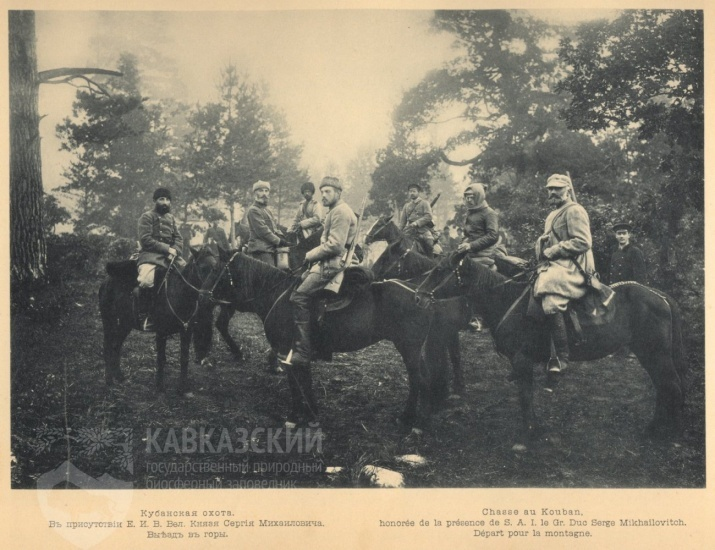 КАВКАЗСКИЙ
государственный природный
биосферный заповедник
Кубанская охота.
Въ присутствіи Е. И. В. Вел. Князя Сергія Михаиловича.
Выѣздъ въ горы.
Chasse au Kouban,
honorée de la présence de S. A. I. le Gr. Duc Serge Mikhaïlovitch.
Départ pour la montagne.